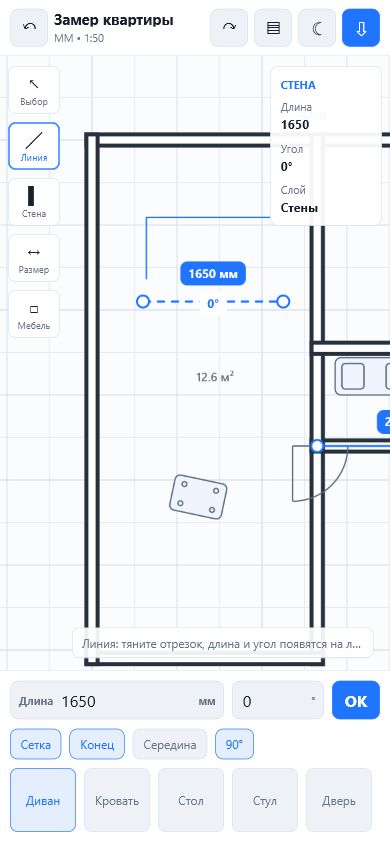 Замер квартиры
ММ • 1:50
Выбор
Линия
Стена
Размер
Мебель
СТЕНА
Длина
1650
Угол
0°
Слой
Стены
1650 мм
0°
12.6 м²
2
Линия: тяните отрезок, длина и угол появятся на л...
Длина 1650 мм
0 °
ОК
Сетка
Конец
Середина
90°
Диван
Кровать
Стол
Стул
Дверь